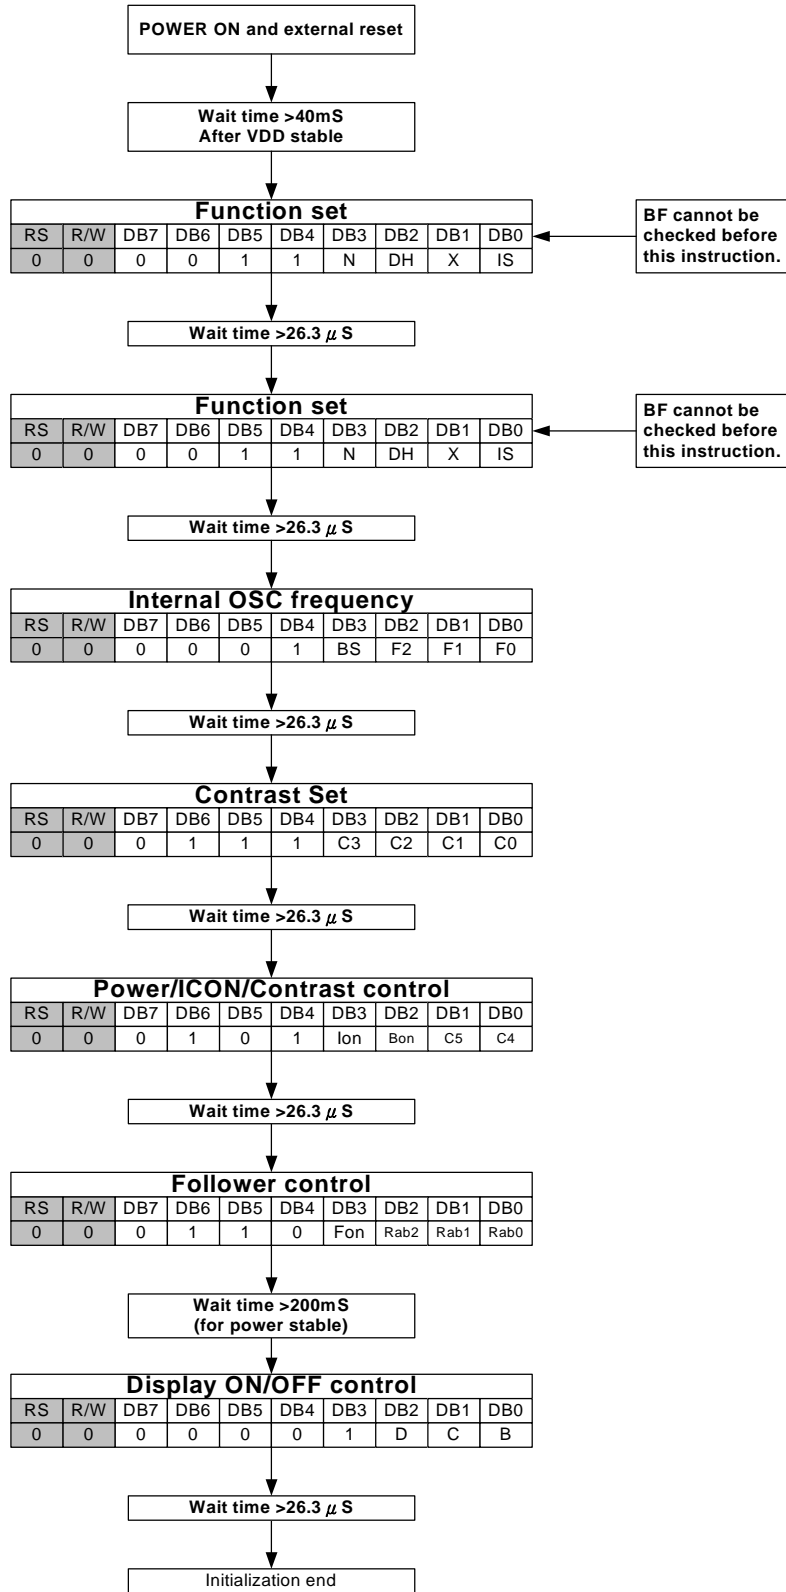 POWER ON and external reset
Wait time >40mS
After VDD stable
Function set
RS R/W DB7 DB6 DB5 DB4 DB3 DB2 DB1 DB0
0 0 0 0 1 1 N DH X IS
BF cannot be
checked before
this instruction.
Wait time >26.3 μS
Function set
RS R/W DB7 DB6 DB5 DB4 DB3 DB2 DB1 DB0
0 0 0 0 1 1 N DH X IS
BF cannot be
checked before
this instruction.
Wait time >26.3 μS
Internal OSC frequency
RS R/W DB7 DB6 DB5 DB4 DB3 DB2 DB1 DB0
0 0 0 0 0 1 BS F2 F1 F0
Wait time >26.3 μS
Contrast Set
RS R/W DB7 DB6 DB5 DB4 DB3 DB2 DB1 DB0
0 0 0 1 1 1 C3 C2 C1 C0
Wait time >26.3 μS
Power/ICON/Contrast control
RS R/W DB7 DB6 DB5 DB4 DB3 DB2 DB1 DB0
0 0 0 1 0 1 Ion Bon C5 C4
Wait time >26.3 μS
Follower control
RS R/W DB7 DB6 DB5 DB4 DB3 DB2 DB1 DB0
0 0 0 1 1 0 Fon Rab2 Rab1 Rab0
Wait time >200mS
(for power stable)
Display ON/OFF control
RS R/W DB7 DB6 DB5 DB4 DB3 DB2 DB1 DB0
0 0 0 0 0 0 1 D C B
Wait time >26.3 μS
Initialization end